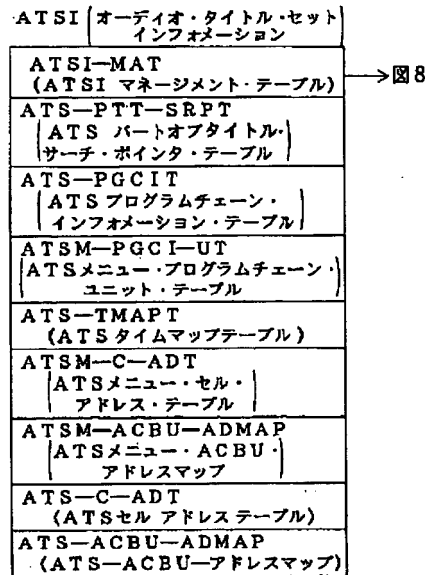 ATSI(オーディオ・タイトル・セット
インフォメーション)
ATSI—MAT
(ATSI マネージメント・テーブル)
→図8
ATS—PTT—SRPT
(ATS パートオブタイトル・
サーチ・ポインタ・テーブル)
ATS—PGCIT
(ATSプログラムチェーン・
インフォメーション・テーブル)
ATSM—PGCI—UT
(ATSメニュー・プログラムチェーン・
ユニット・テーブル)
ATS—TMAPT
(ATSタイムマップテーブル)
ATSM—C—ADT
(ATSメニュー・セル・
アドレス・テーブル)
ATSM—ACBU—ADMAP
(ATSメニュー・ACBU・
アドレスマップ)
ATS—C—ADT
(ATSセル アドレス テーブル)
ATS—ACBU—ADMAP
(ATS—ACBU—アドレスマップ)